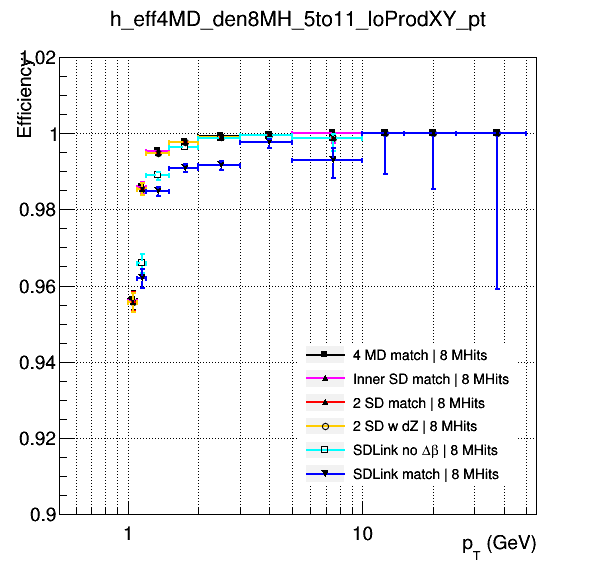 h_eff4MD_den8MH_5to11_loProdXY_pt
Efficiency
1.02
1
0.98
0.96
0.94
0.92
0.9
4 MD match | 8 MHits
Inner SD match | 8 MHits
2 SD match | 8 MHits
2 SD w dZ | 8 MHits
SDLink no Δβ | 8 MHits
SDLink match | 8 MHits
1
10
p_T (GeV)